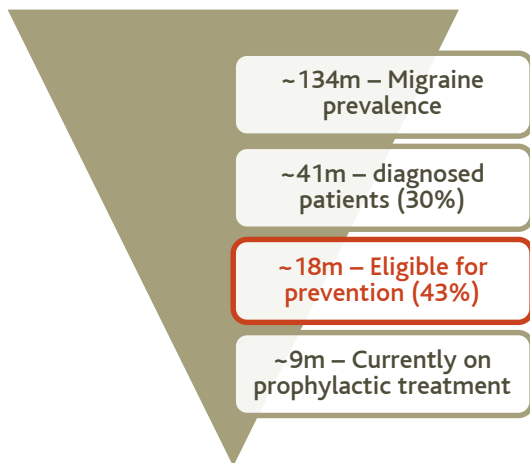 ~134m – Migraine
prevalence
~41m – diagnosed
patients (30%)
~18m – Eligible for
prevention (43%)
~9m – Currently on
prophylactic treatment